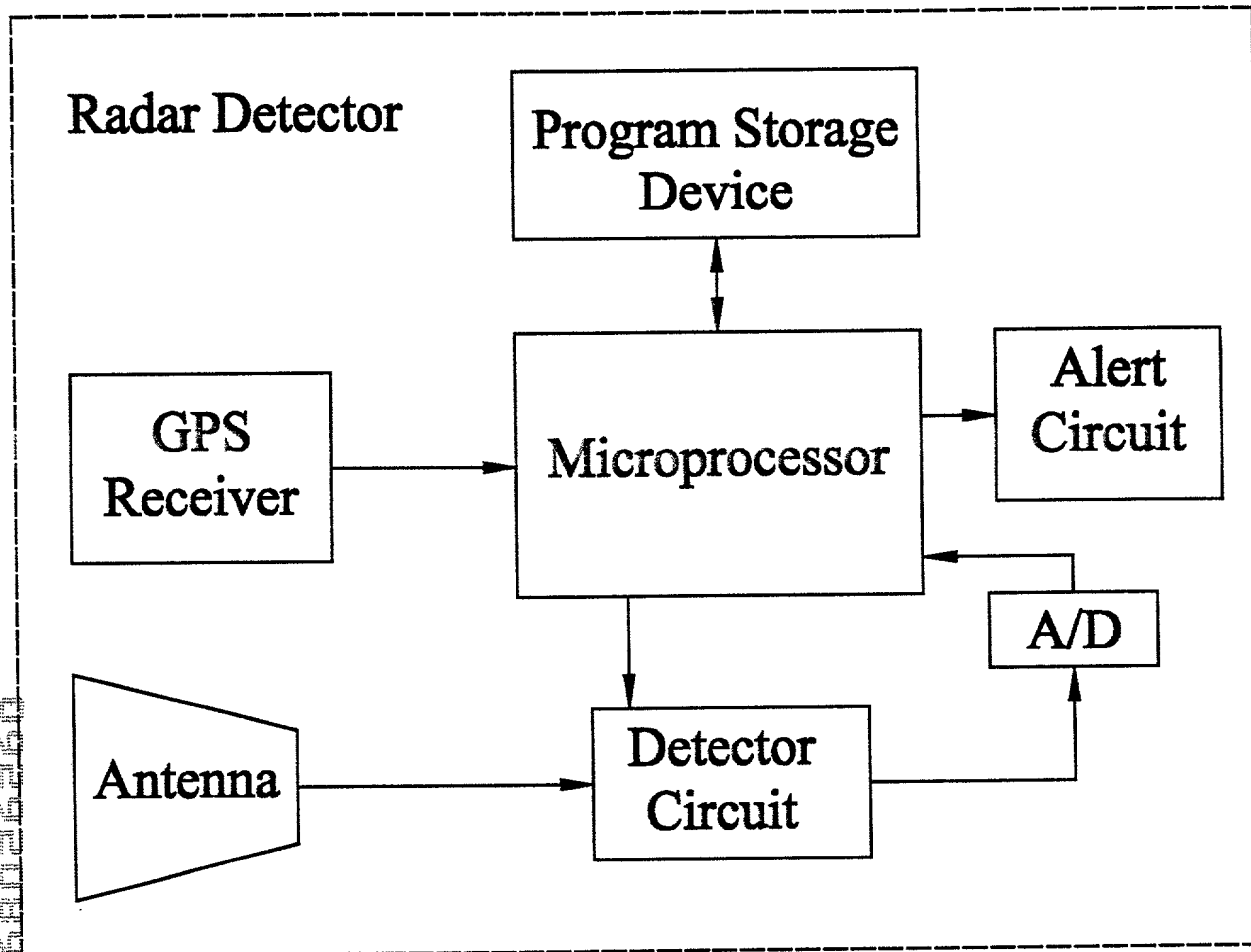 Radar Detector
Program Storage
Device
GPS
Receiver
Microprocessor
Alert
Circuit
A/D
Antenna
Detector
Circuit